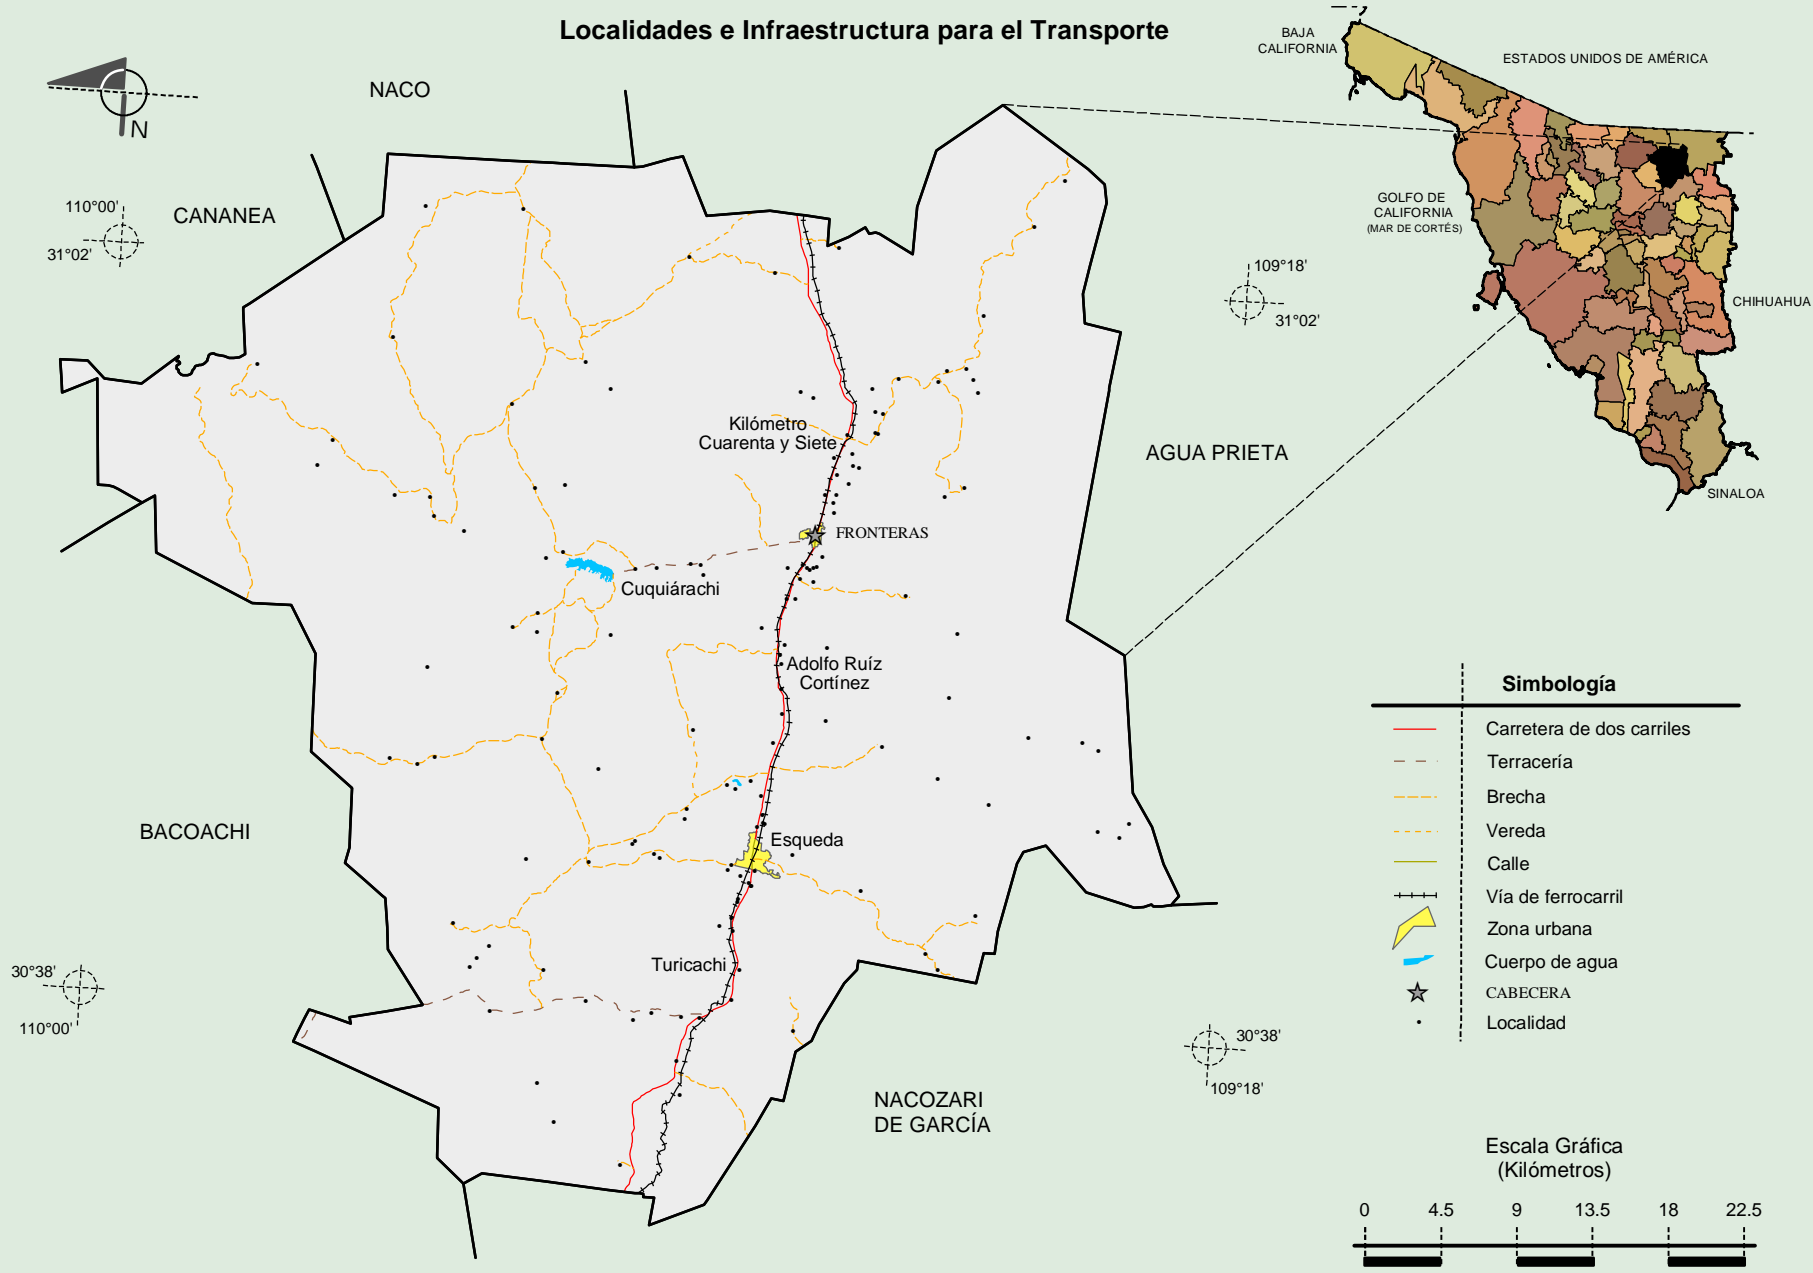 Localidades e Infraestructura para el Transporte
N
NACO
CANANEA
110°00'
31°02'
BAJA
CALIFORNIA
ESTADOS UNIDOS DE AMÉRICA
GOLFO DE
CALIFORNIA
(MAR DE CORTÉS)
CHIHUAHUA
SINALOA
109°18'
31°02'
AGUA PRIETA
Kilómetro
Cuarenta y Siete
FRONTERAS
Cuquiárachi
Adolfo Ruíz
Cortínez
BACOACHI
Esqueda
Turicachi
30°38'
110°00'
30°38'
109°18'
NACOZARI
DE GARCÍA
Simbología
Carretera de dos carriles
Terracería
Brecha
Vereda
Calle
Vía de ferrocarril
Zona urbana
Cuerpo de agua
CABECERA
Localidad
Escala Gráfica
(Kilómetros)
0 4.5 9 13.5 18 22.5